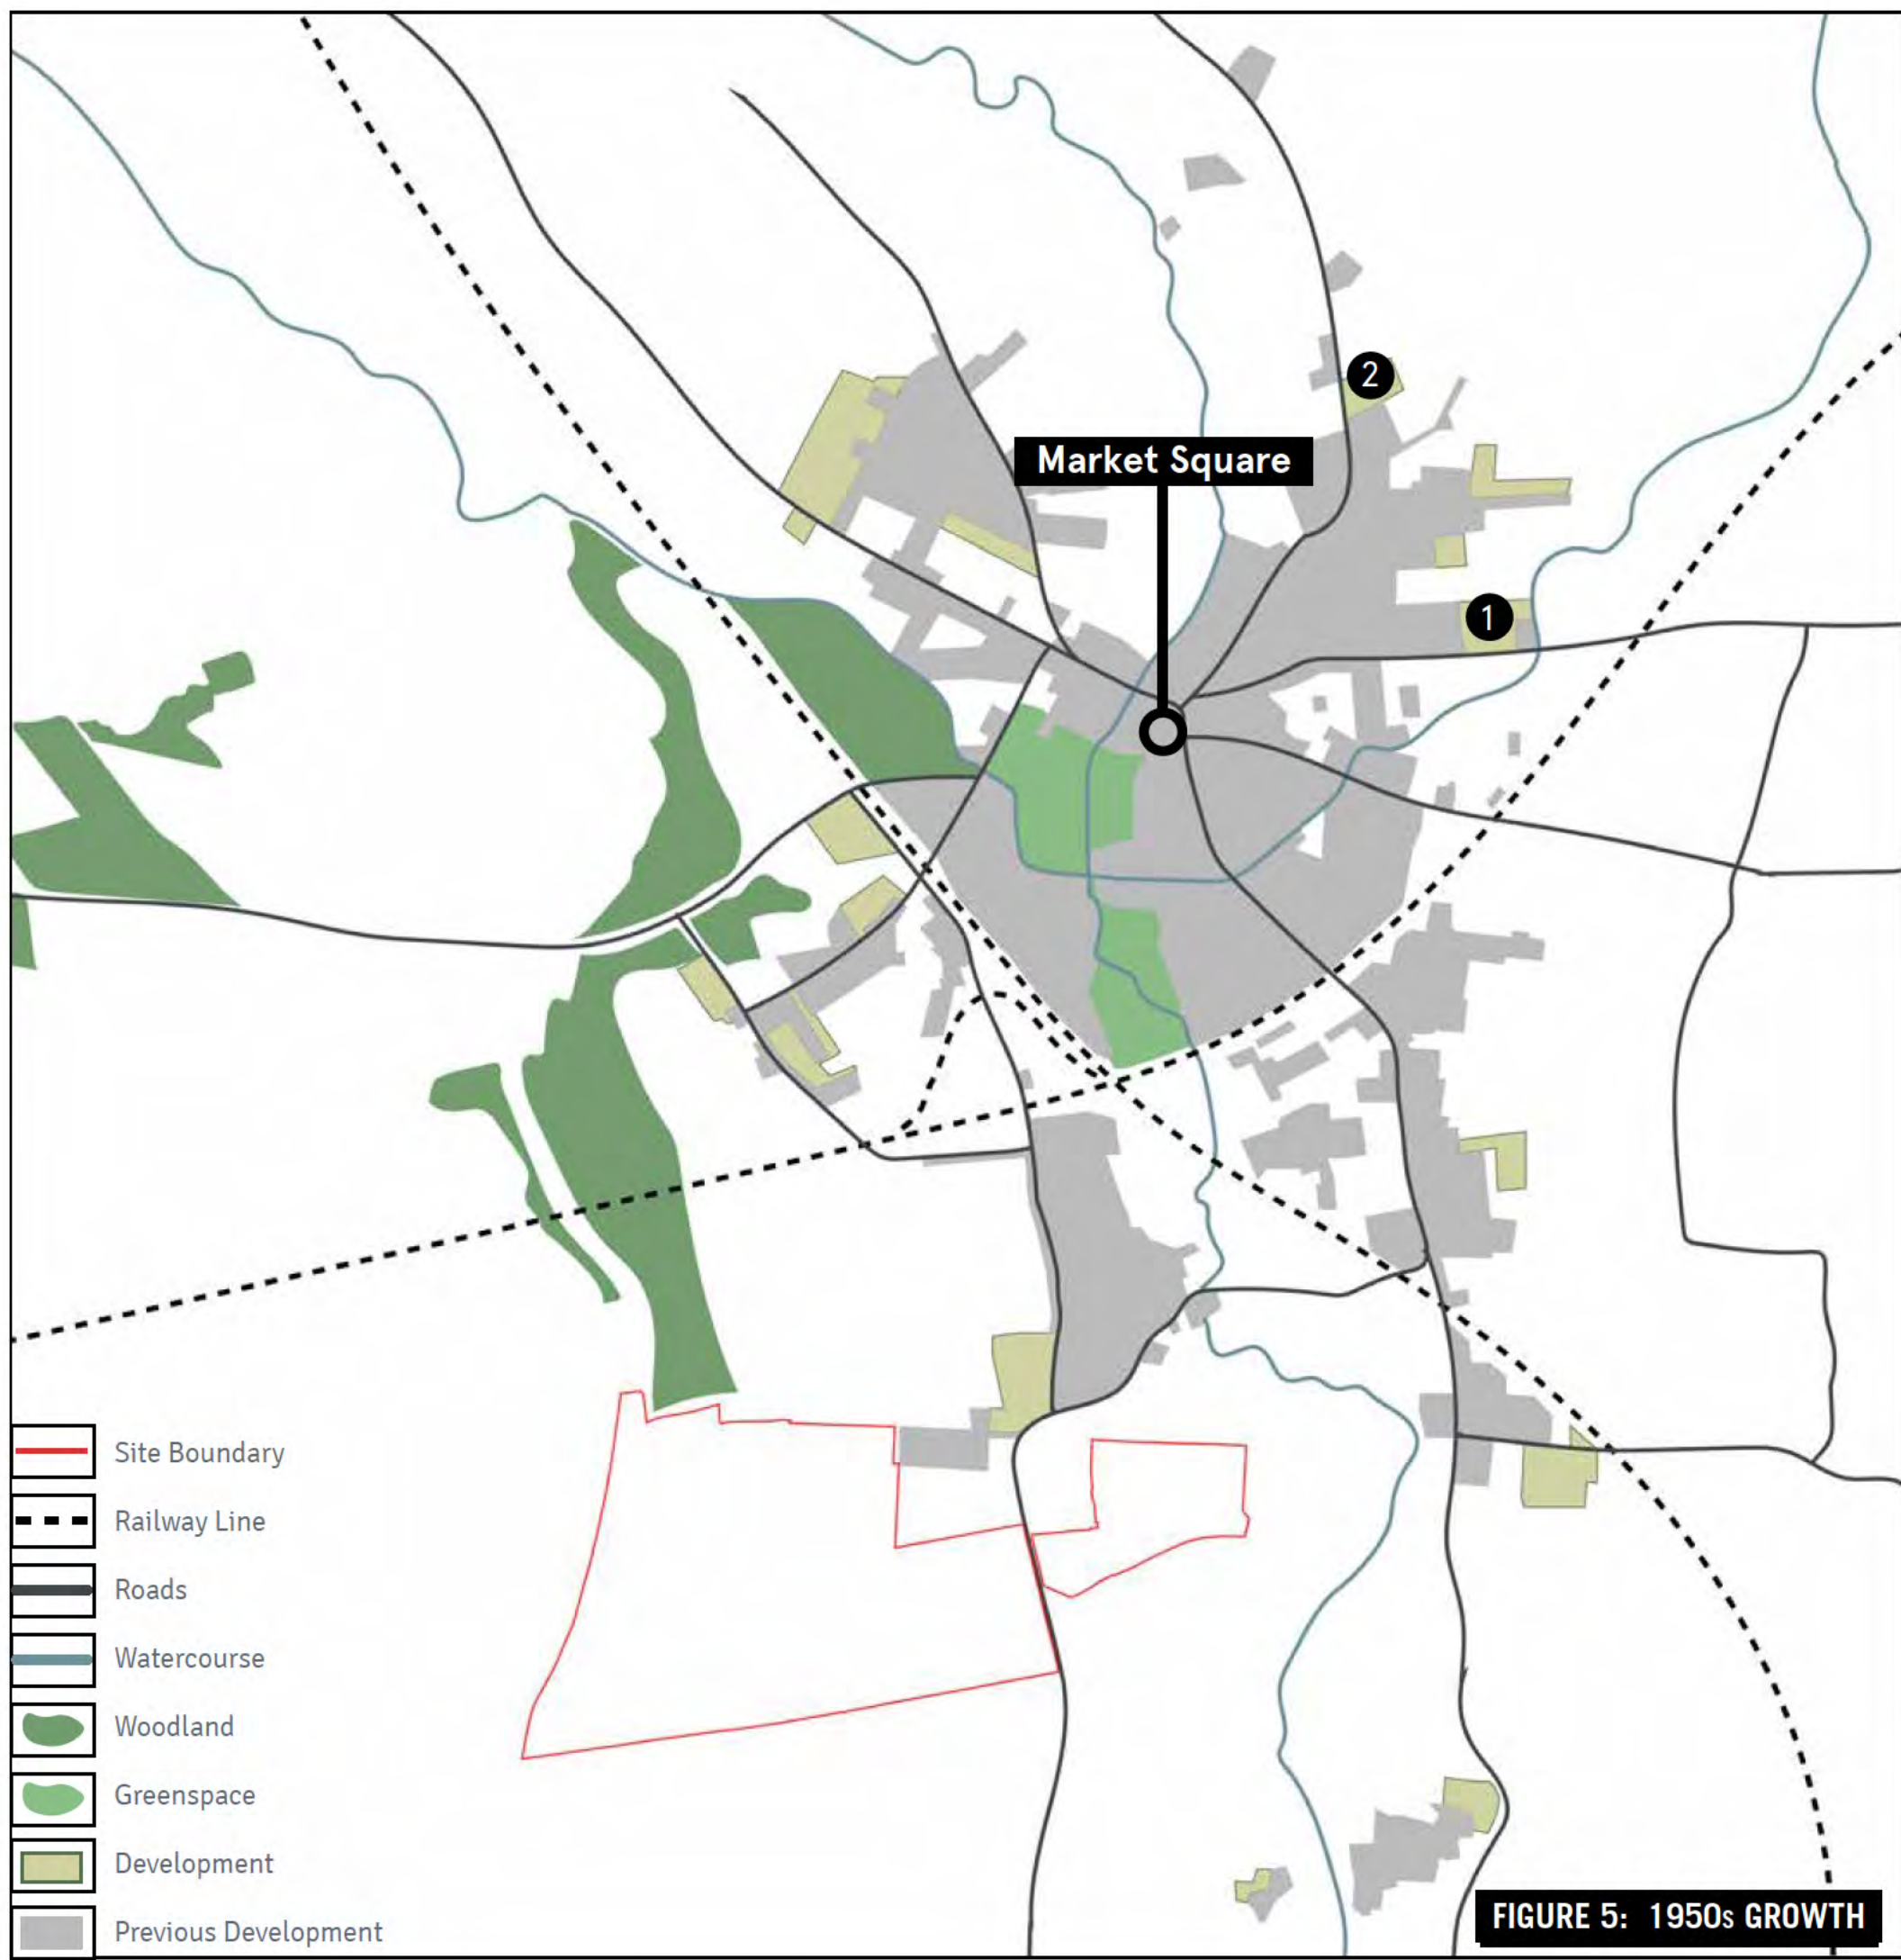 2
Market Square
1
Site Boundary
Railway Line
Roads
Watercourse
Woodland
Greenspace
Development
Previous Development
FIGURE 5: 1950s GROWTH